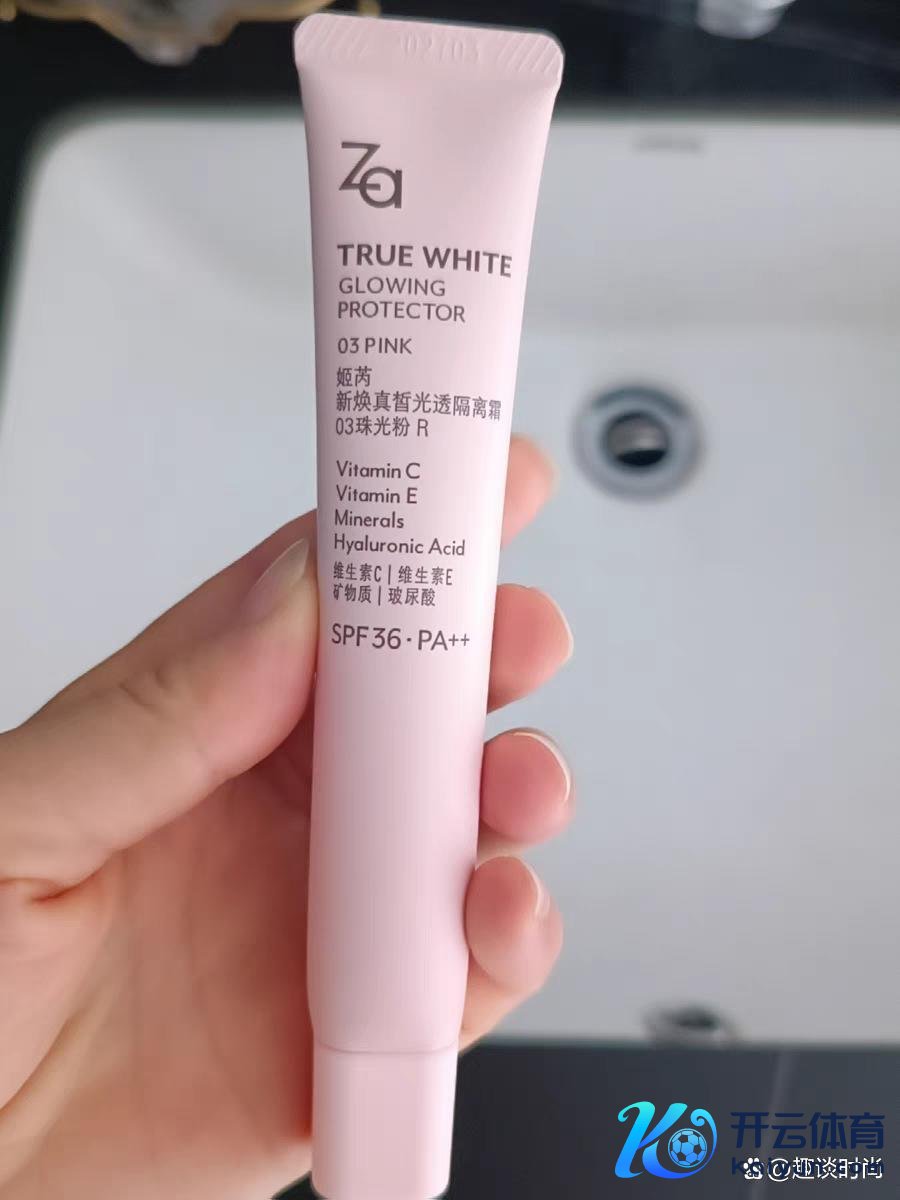 Za
TRUE WHITE
GLOWING
PROTECTOR
03 PINK
姬芮
新焕真皙光透隔离霜
03珠光粉 R
Vitamin C
Vitamin E
Minerals
Hyaluronic Acid
维生素C | 维生素E
矿物质 | 玻尿酸
SPF36·PA++
开云体育
@趣谈时尚